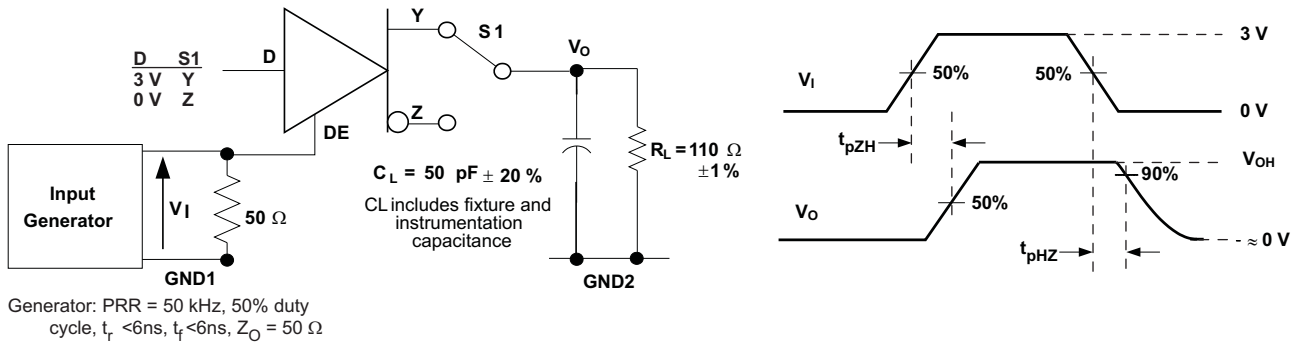 D S1
3 V Y
0 V Z
D
Y
S1
Z
DE
V_O
Input
Generator
V_I
50 Ω
GND1
C_L = 50 pF ± 20 %
CL includes fixture and
instrumentation
capacitance
R_L = 110 Ω
±1 %
GND2
Generator: PRR = 50 kHz, 50% duty
cycle, t_r <6ns, t_f <6ns, Z_O = 50 Ω
V_I
50%
50%
3 V
0 V
t_pZH
V_O
50%
90%
V_OH
≈ 0 V
t_pHZ